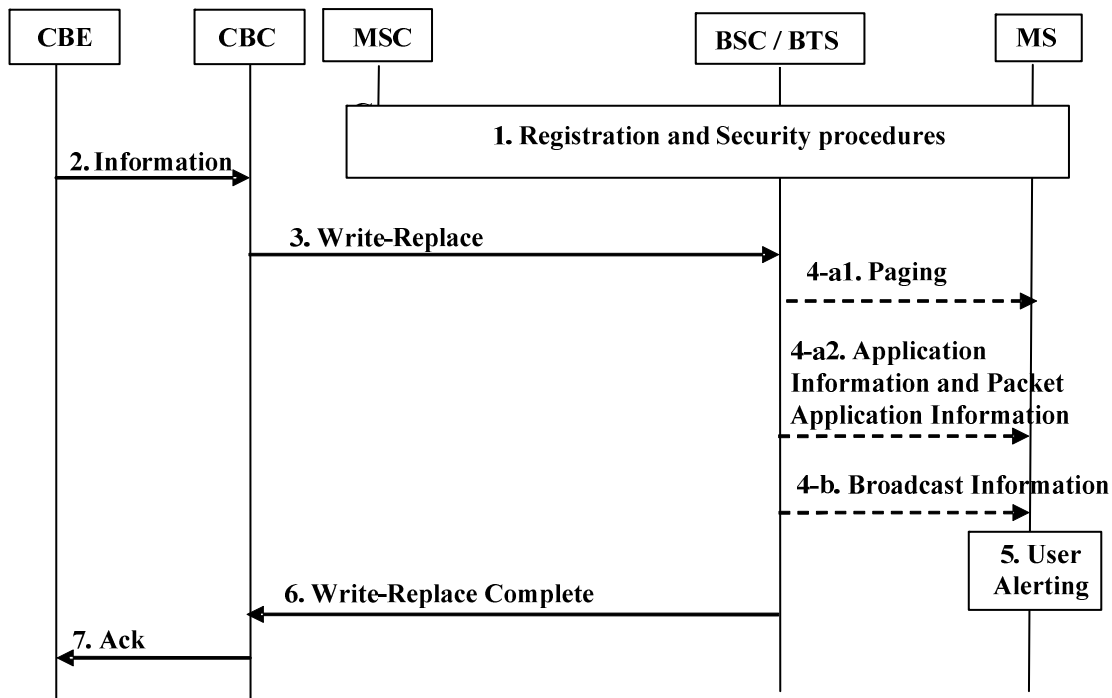 CBE
CBC
MSC
BSC / BTS
MS
1. Registration and Security procedures
2. Information
3. Write-Replace
4-a1. Paging
4-a2. Application
Information and Packet
Application Information
4-b. Broadcast Information
5. User
Alerting
6. Write-Replace Complete
7. Ack